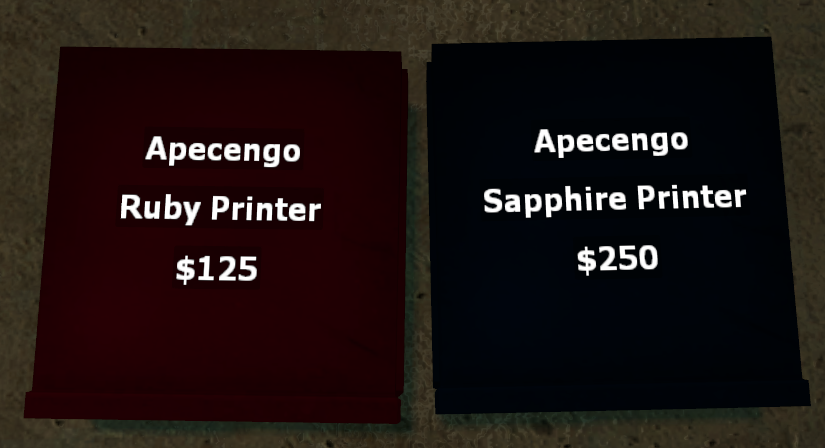 Apecengo
Ruby Printer
$125
Apecengo
Sapphire Printer
$250